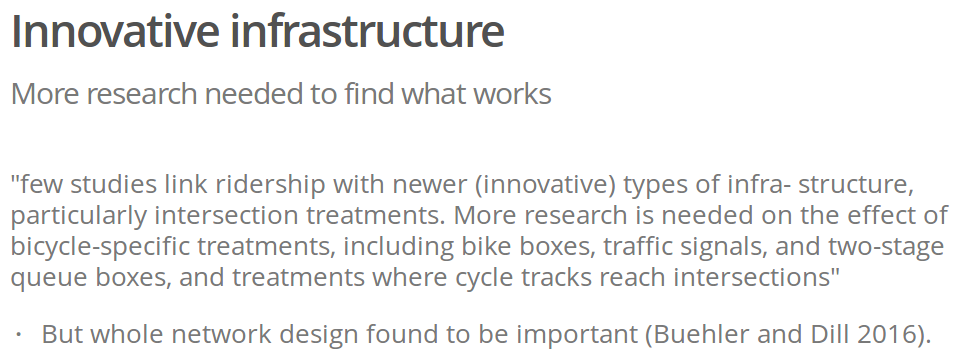 Innovative infrastructure
More research needed to find what works
"few studies link ridership with newer (innovative) types of infra- structure,
particularly intersection treatments. More research is needed on the effect of
bicycle-specific treatments, including bike boxes, traffic signals, and two-stage
queue boxes, and treatments where cycle tracks reach intersections"
· But whole network design found to be important (Buehler and Dill 2016).